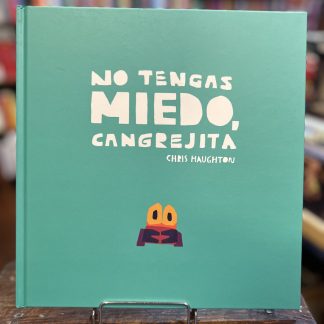 NO TENGAS
MIEDO,
CANGREJITA
CHRIS HAUGHTON